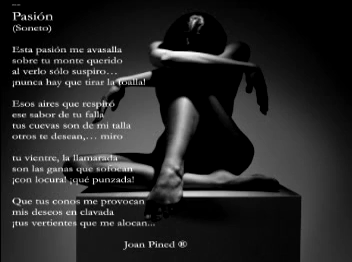 Pasión
(Soneto)
Esta pasión me avasalla
sobre tu monte querido
al verlo sólo suspiro...
¡nunca hay que tirar la toalla!
Esos aires que respiró
ese sabor de tu falla
tus cuevas son de mi talla
otros te desean,... miro
tu vientre, la llamarada
son las ganas que sofocan
¡con locura! ¡qué punzada!
Que tus conos me provocan
mis deseos en clavada
¡tus vertientes que me alocan...
Joan Pined ®